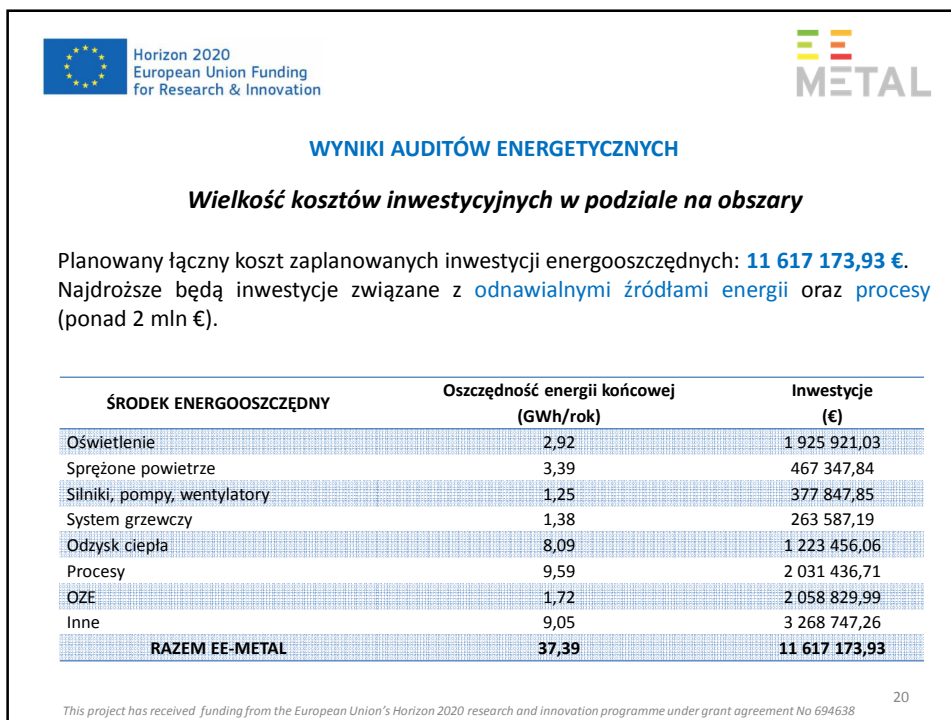 Horizon 2020
European Union Funding
for Research & Innovation
EE
METAL
WYNIKI AUDITÓW ENERGETYCZNYCH
Wielkość kosztów inwestycyjnych w podziale na obszary
Planowany łączny koszt zaplanowanych inwestycji energooszczędnych: 11 617 173,93 €.
Najdroższe będą inwestycje związane z odnawialnymi źródłami energii oraz procesy
(ponad 2 mln €).
ŚRODEK ENERGOOSZCZĘDNY Oszczędność energii końcowej (GWh/rok) Inwestycje (€)
Oświetlenie 2,92 1 925 921,03
Sprężone powietrze 3,39 467 347,84
Silniki, pompy, wentylatory 1,25 377 847,85
System grzewczy 1,38 263 587,19
Odzysk ciepła 8,09 1 223 456,06
Procesy 9,59 2 031 436,71
OZE 1,72 2 058 829,99
Inne 9,05 3 268 747,26
RAZEM EE-METAL 37,39 11 617 173,93
20
This project has received funding from the European Union's Horizon 2020 research and innovation programme under grant agreement No 694638